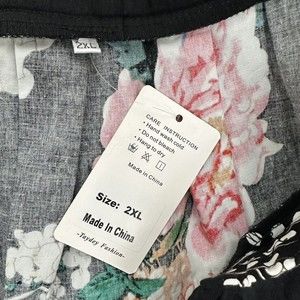 2XL
CARE INSTRUCTION
• Hand wash cold
• Do not bleach
• Hang to dry
Made in China
Size: 2XL
Made In China
-Taydey Fashion-